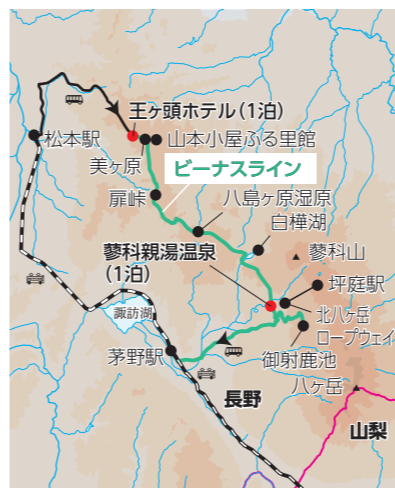 王ヶ頭ホテル(1泊)
松本駅
山本小屋ふる里館
美ヶ原
ビーナスライン
扉峠
八島ヶ原湿原
白樺湖
蓼科親湯温泉
(1泊)
蓼科山
坪庭駅
諏訪湖
北八ヶ岳
ロープウェイ
茅野駅
御射鹿池
八ヶ岳
長野
山梨